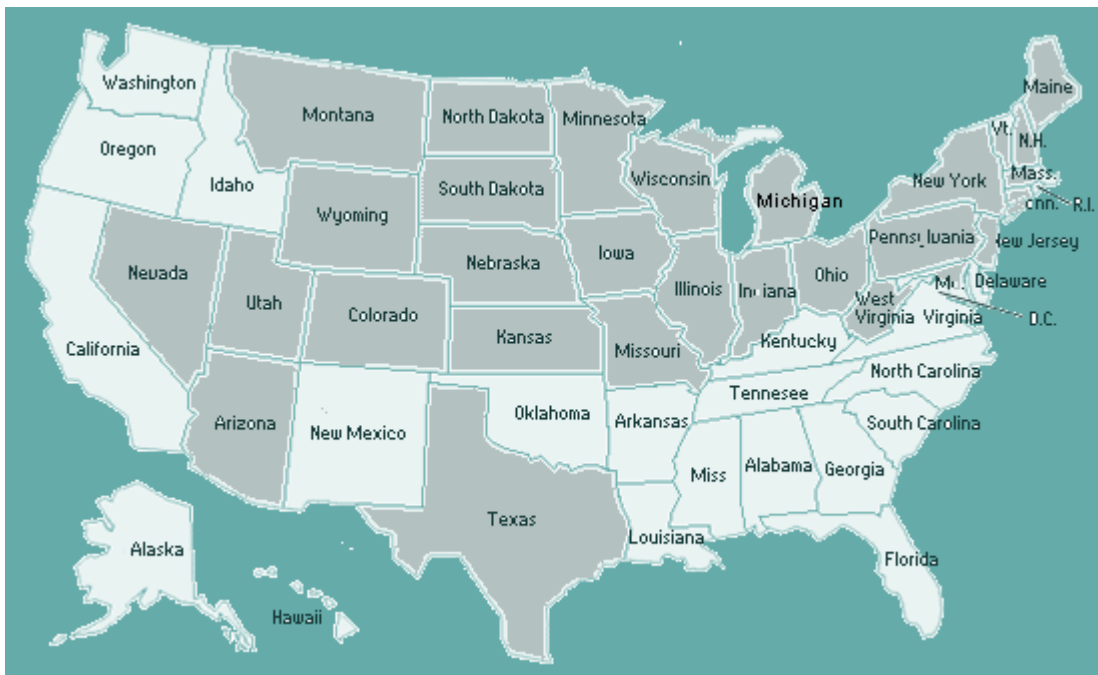 Washington
Montana
North Dakota
Minnesota
Maine
Vt.
N.H.
Oregon
Idaho
South Dakota
Wisconsin
Michigan
New York
Mass.
R.I.
Wyoming
Nevada
Utah
Colorado
Nebraska
Iowa
Illinois
Indiana
Ohio
Pennsylvania
New Jersey
Delaware
West
Virginia
Virginia
D.C.
California
Kansas
Missouri
Kentucky
Arizona
New Mexico
Oklahoma
Arkansas
Tennesee
North Carolina
South Carolina
Texas
Louisiana
Miss
Alabama
Georgia
Florida
Alaska
Hawaii